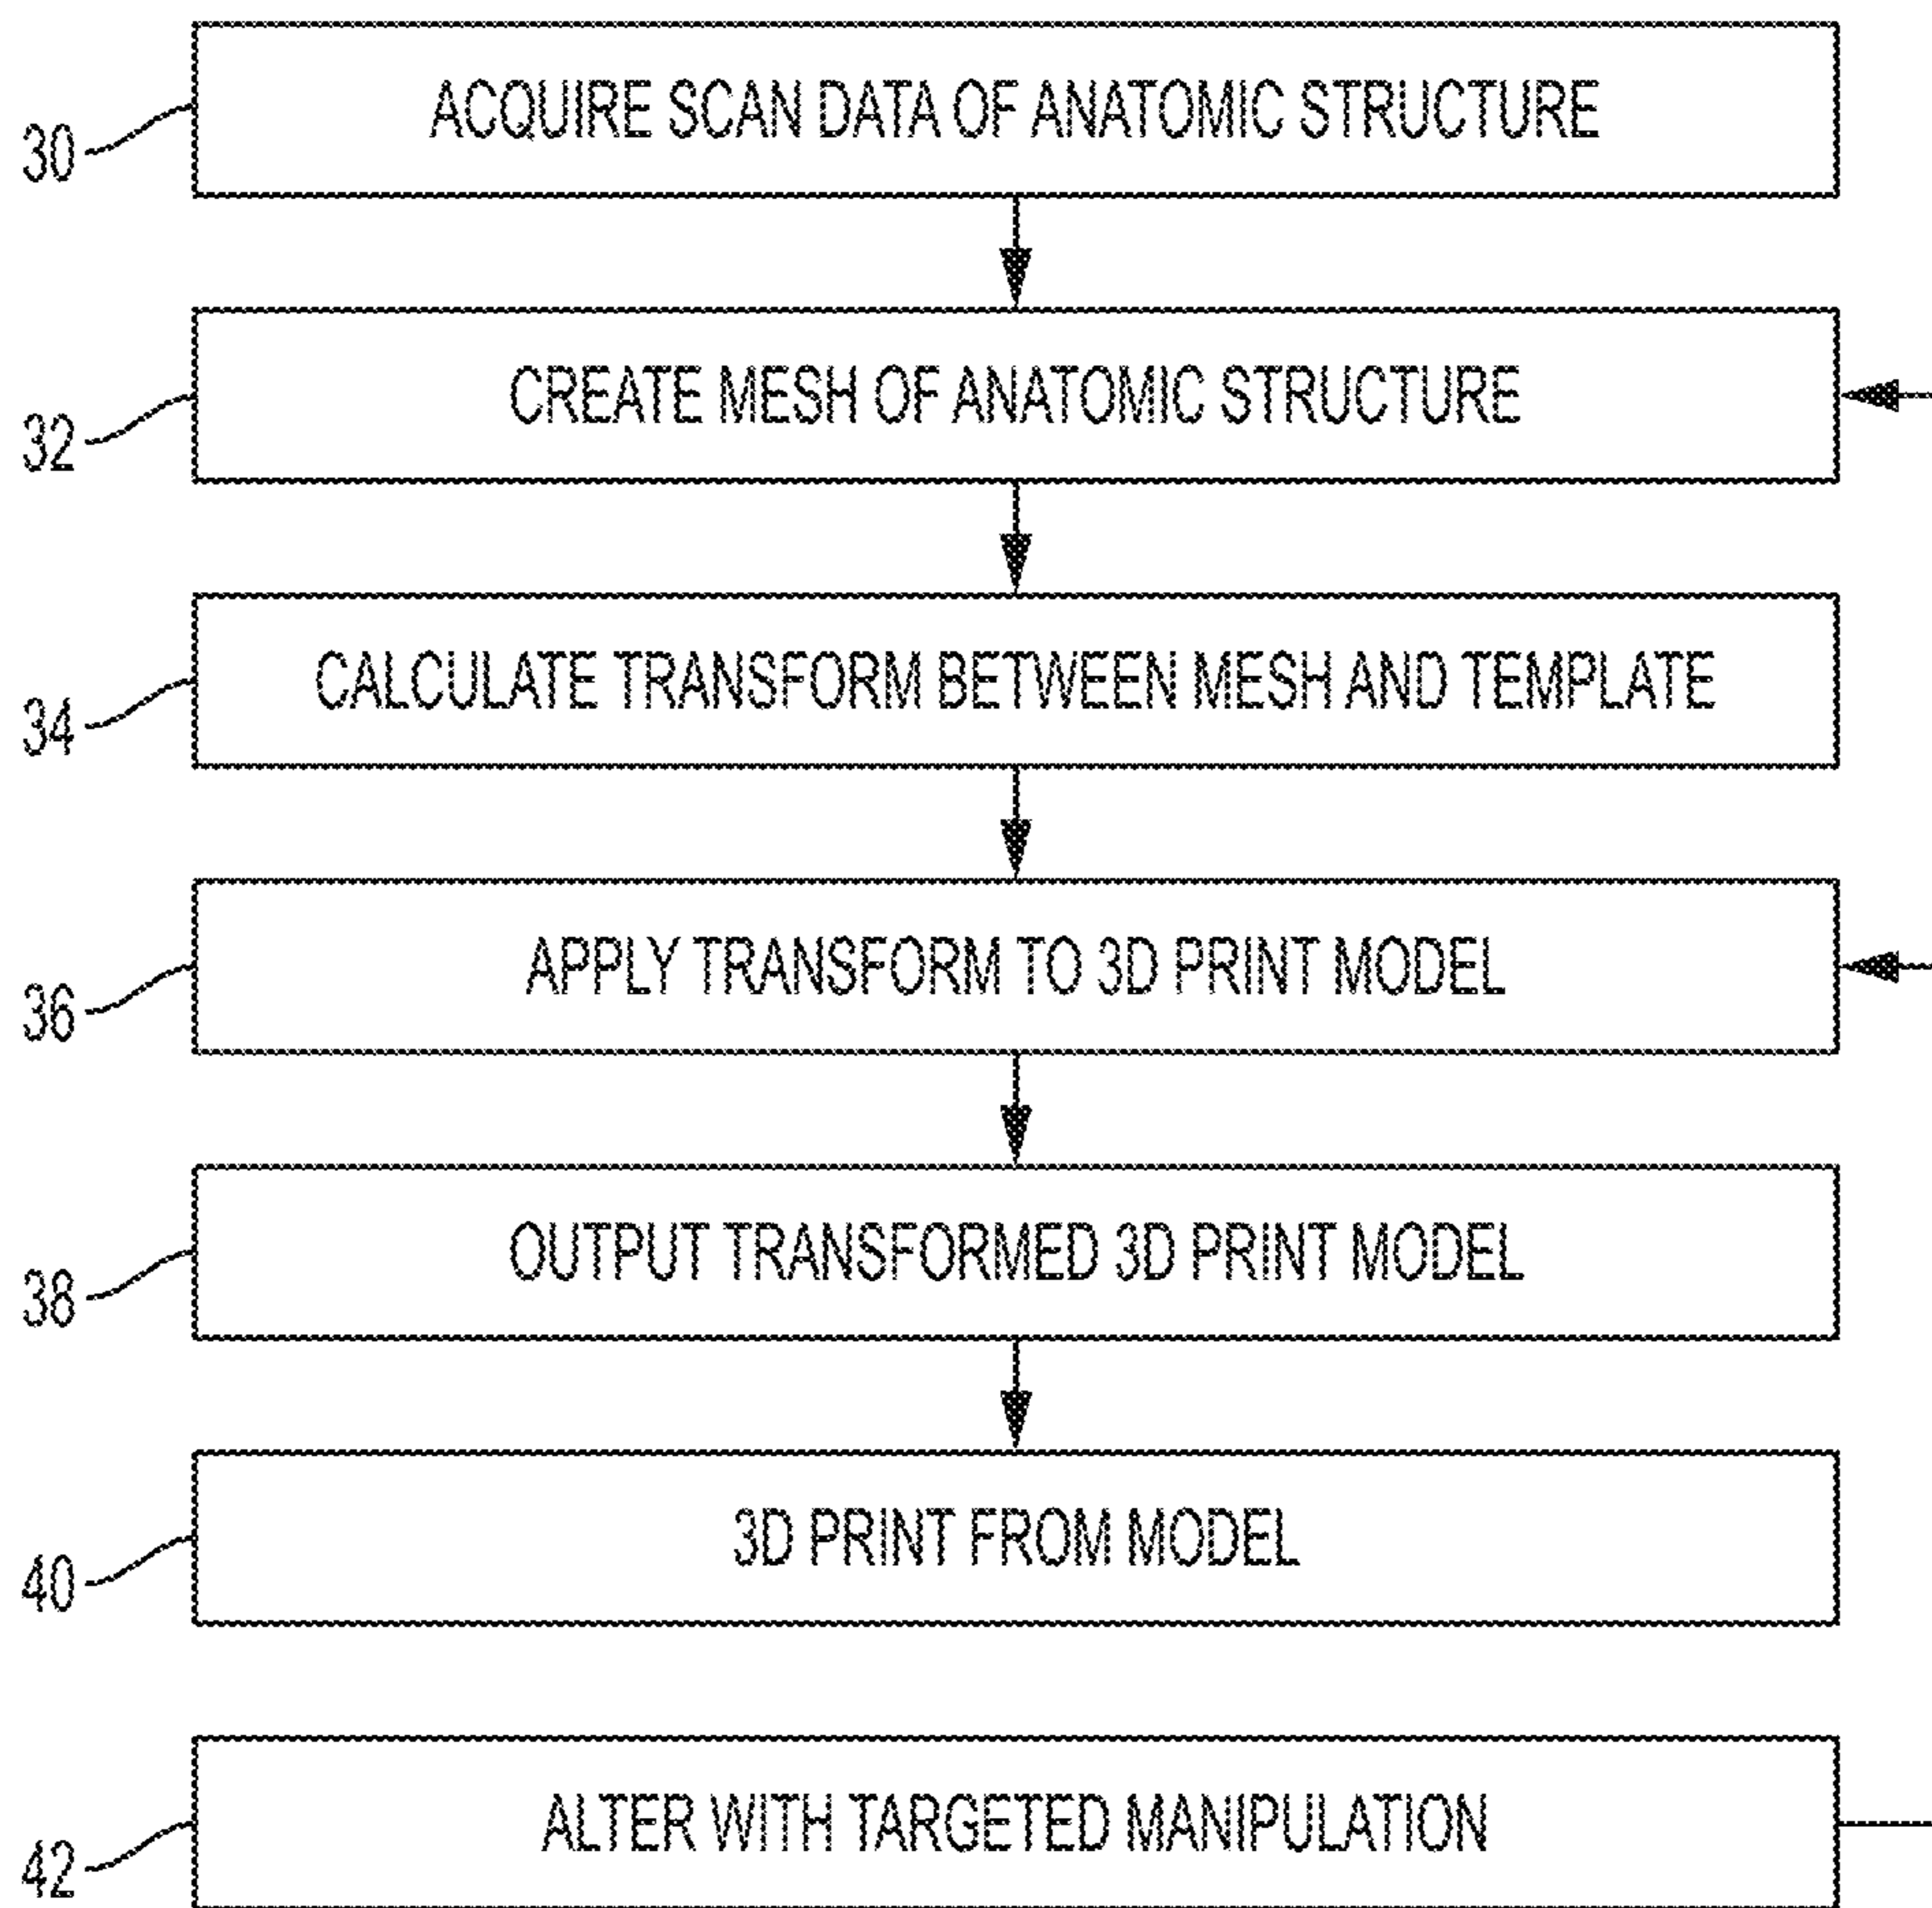 ACQUIRE SCAN DATA OF ANATOMIC STRUCTURE
30
CREATE MESH OF ANATOMIC STRUCTURE
32
CALCULATE TRANSFORM BETWEEN MESH AND TEMPLATE
34
APPLY TRANSFORM TO 3D PRINT MODEL
36
OUTPUT TRANSFORMED 3D PRINT MODEL
38
3D PRINT FROM MODEL
40
ALTER WITH TARGETED MANIPULATION
42